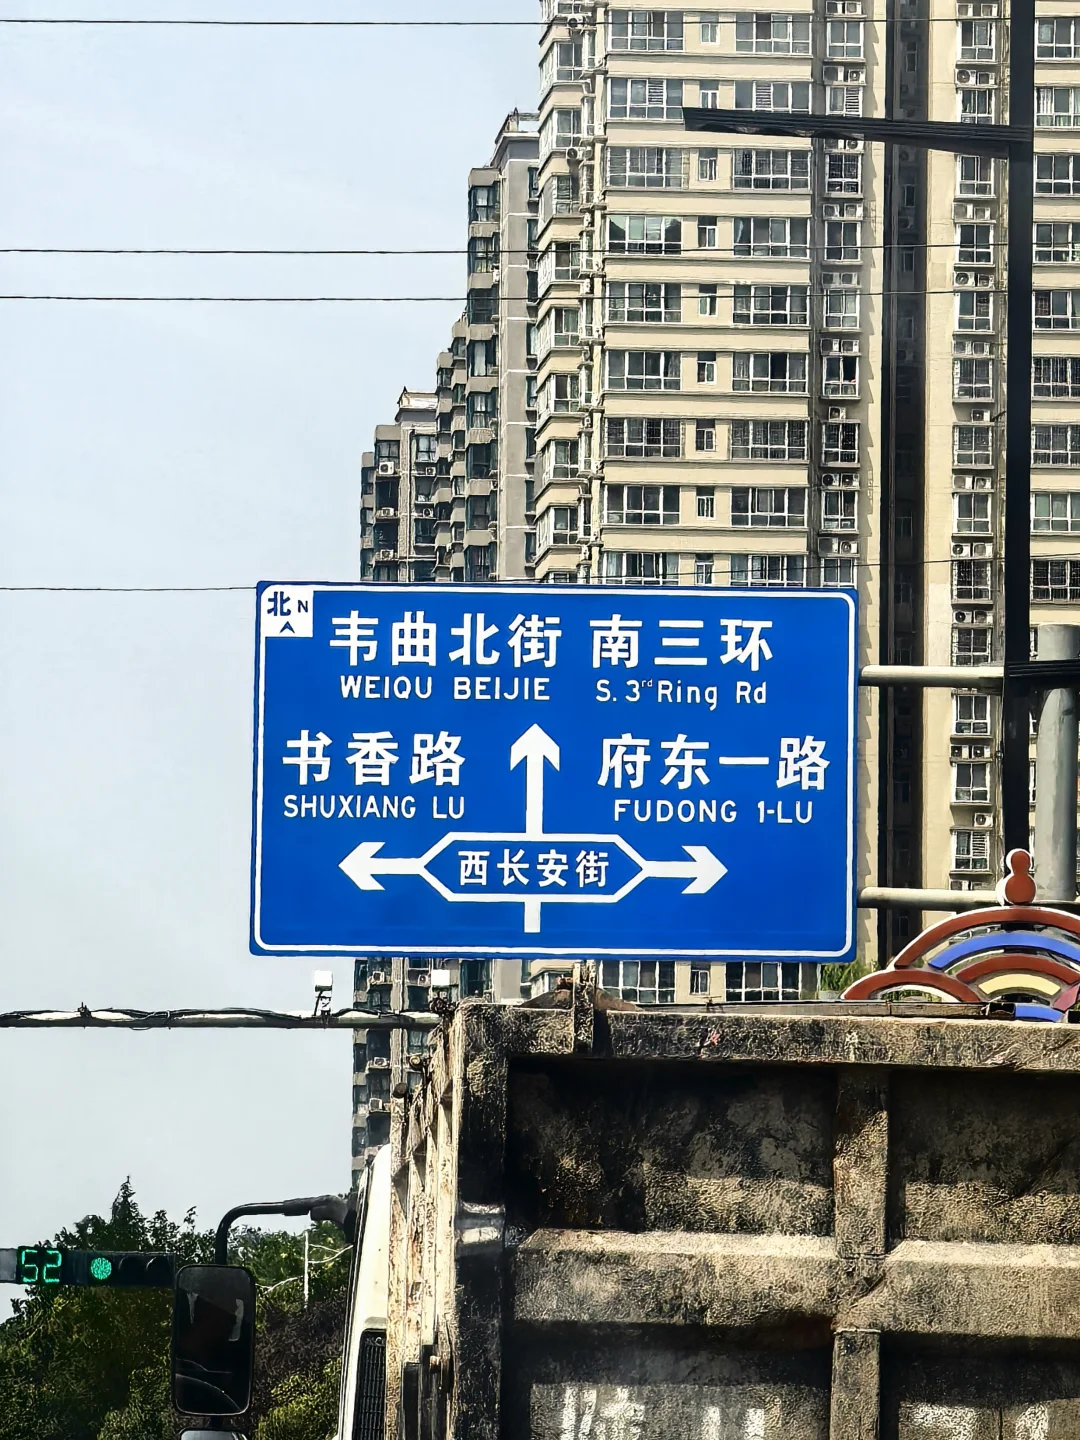 北 N
韦曲北街 南三环
WEIQU BEIJIE S. 3rd Ring Rd
书香路 府东一路
SHUXIANG LU FUDONG 1-LU
西长安街
52